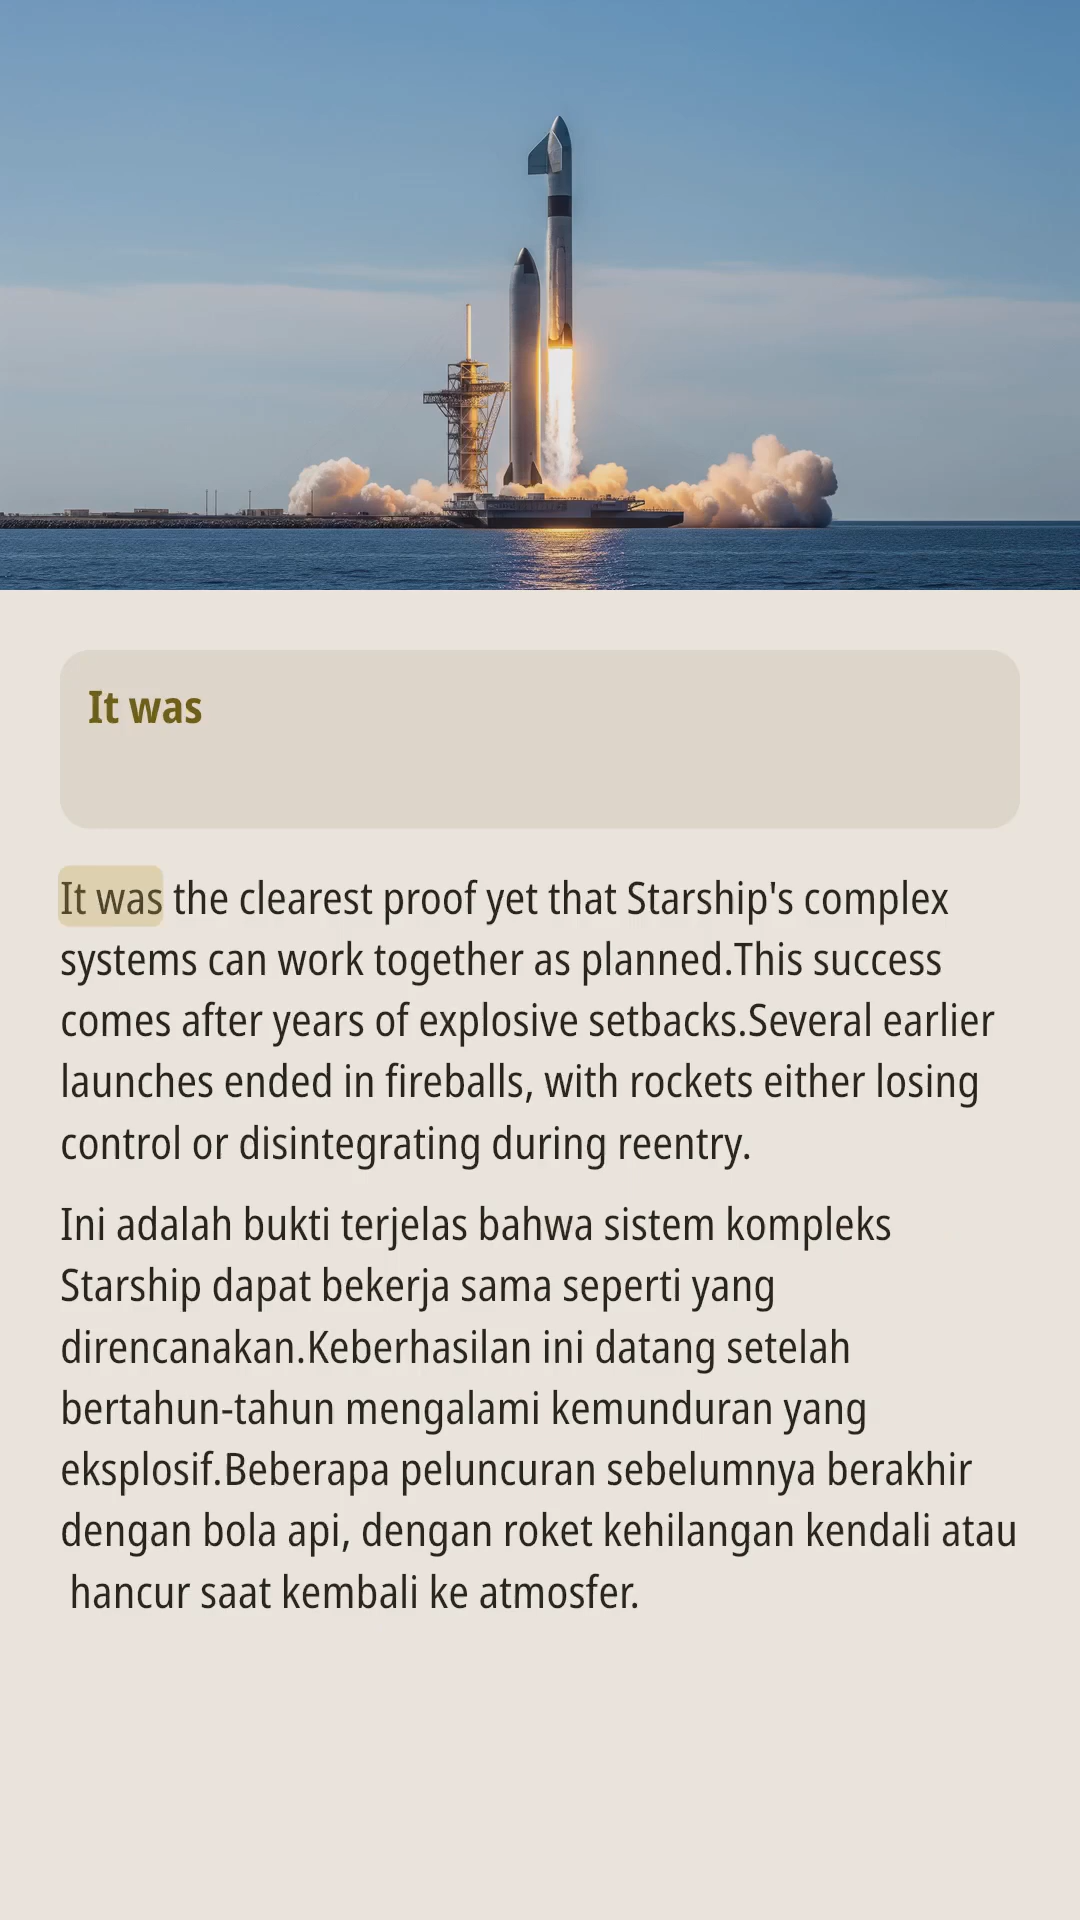 It was
It was the clearest proof yet that Starship's complex
systems can work together as planned.This success
comes after years of explosive setbacks.Several earlier
launches ended in fireballs, with rockets either losing
control or disintegrating during reentry.
Ini adalah bukti terjelas bahwa sistem kompleks
Starship dapat bekerja sama seperti yang
direncanakan.Keberhasilan ini datang setelah
bertahun-tahun mengalami kemunduran yang
eksplosif.Beberapa peluncuran sebelumnya berakhir
dengan bola api, dengan roket kehilangan kendali atau
hancur saat kembali ke atmosfer.